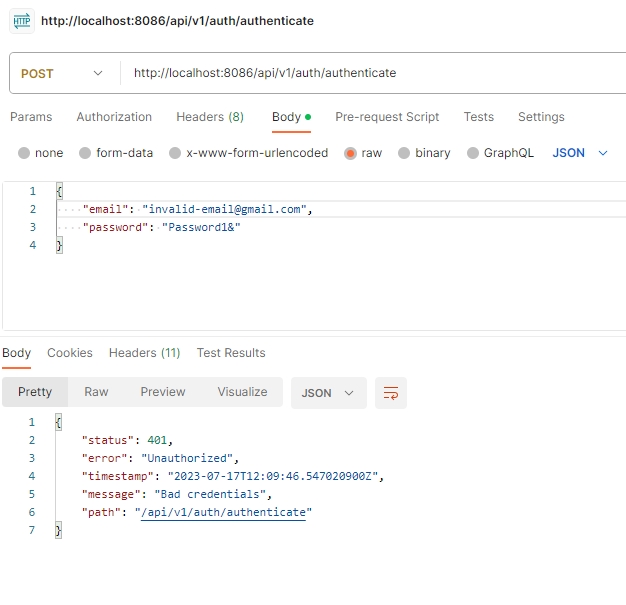 HTTP http://localhost:8086/api/v1/auth/authenticate
POST http://localhost:8086/api/v1/auth/authenticate
Params Authorization Headers (8) Body Pre-request Script Tests Settings
none form-data x-www-form-urlencoded raw binary GraphQL JSON
1 {
2 "email": "invalid-email@gmail.com",
3 "password": "Password1&"
4 }
Body Cookies Headers (11) Test Results
Pretty Raw Preview Visualize JSON
1 {
2 "status": 401,
3 "error": "Unauthorized",
4 "timestamp": "2023-07-17T12:09:46.547020900Z",
5 "message": "Bad credentials",
6 "path": "/api/v1/auth/authenticate"
7 }